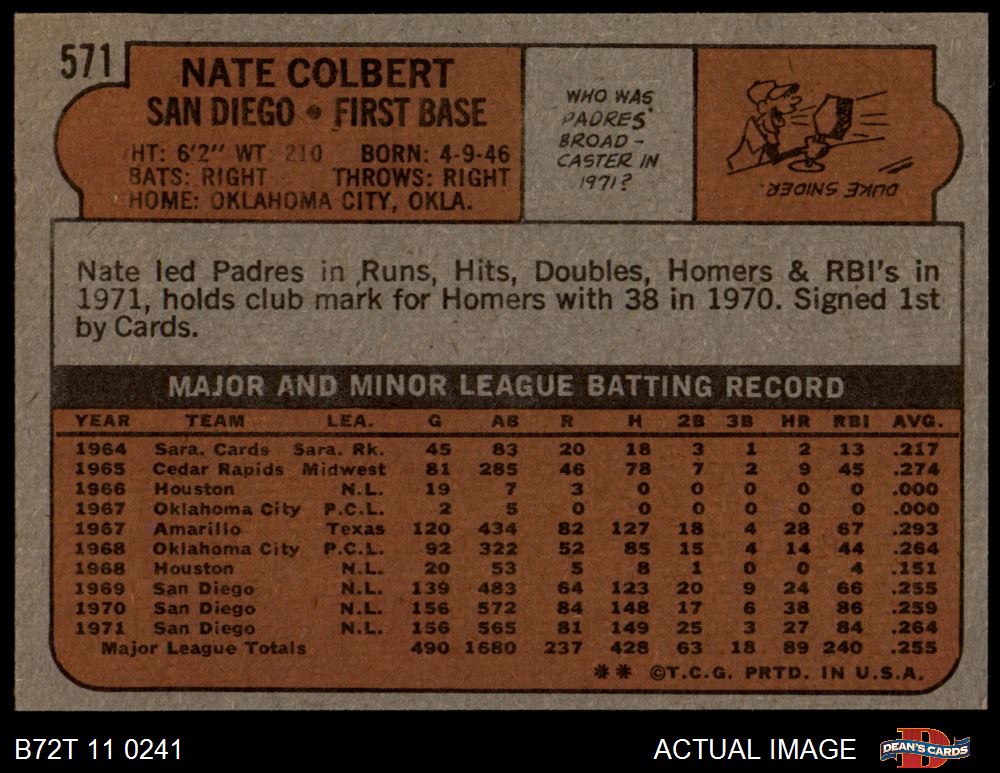 571
NATE COLBERT
SAN DIEGO • FIRST BASE
HT: 6'2" WT 210 BORN: 4-9-46
BATS: RIGHT THROWS: RIGHT
HOME: OKLAHOMA CITY, OKLA.
WHO WAS
PADRES'
BROAD-
CASTER IN
1971?
DUKE SNIDER.
Nate led Padres in Runs, Hits, Doubles, Homers & RBI's in
1971, holds club mark for Homers with 38 in 1970. Signed 1st
by Cards.
MAJOR AND MINOR LEAGUE BATTING RECORD
YEAR TEAM LEA. G AB R H 2B 3B HR RBI AVG.
1964 Sara. Cards Sara. Rk. 45 83 20 18 3 1 2 13 .217
1965 Cedar Rapids Midwest 81 285 46 78 7 2 9 45 .274
1966 Houston N.L. 19 7 3 0 0 0 0 0 .000
1967 Oklahoma City P.C.L. 2 5 0 0 0 0 0 0 .000
1967 Amarillo Texas 120 434 82 127 18 4 28 67 .293
1968 Oklahoma City P.C.L. 92 322 52 85 15 4 14 44 .264
1968 Houston N.L. 20 53 5 8 1 0 0 4 .151
1969 San Diego N.L. 139 483 64 123 20 9 24 66 .255
1970 San Diego N.L. 156 572 84 148 17 6 38 86 .259
1971 San Diego N.L. 156 565 81 149 25 3 27 84 .264
Major League Totals 490 1680 237 428 63 18 89 240 .255
** ©T.C.G. PRTD. IN U.S.A.
B72T 11 0241
ACTUAL IMAGE
DEAN'S CARDS